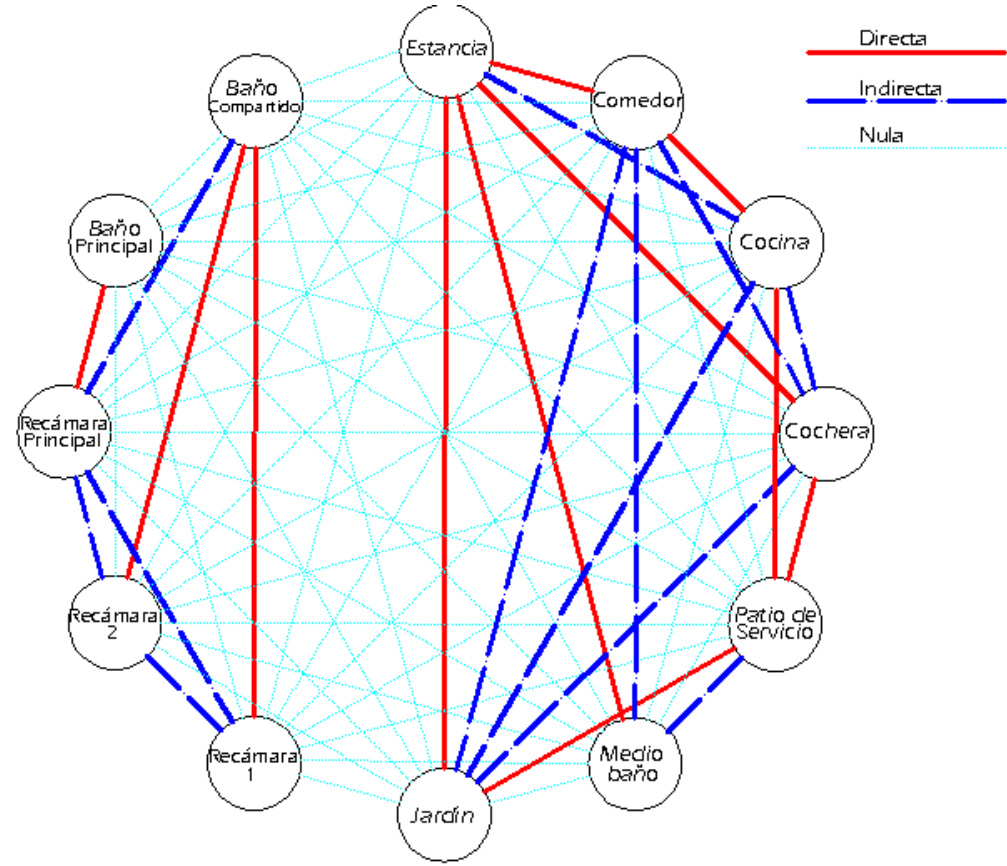 Estancia
Directa
Indirecta
Nula
Baño
Compartido
Comedor
Baño
Principal
Cocina
Recámara
Principal
Cochera
Recámara
2
Patio de
Servicio
Recámara
1
Medio
baño
Jardín